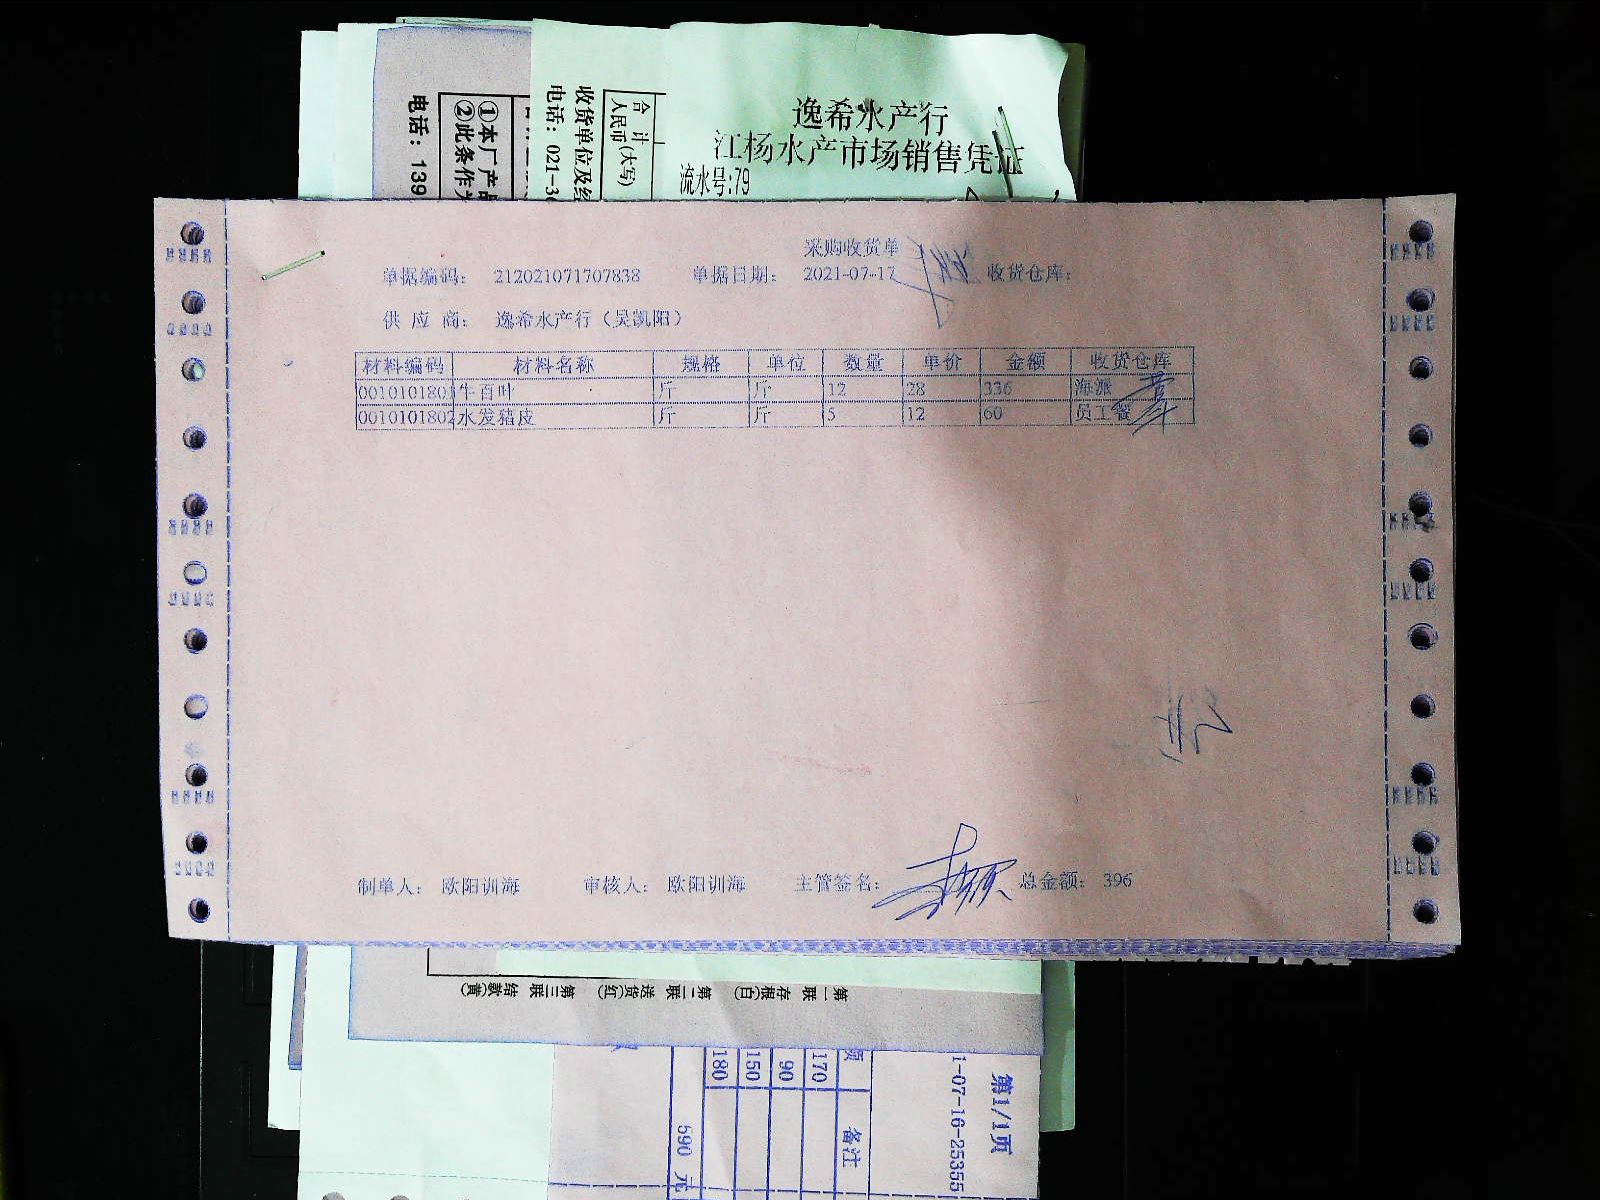 逸希水产行
江杨水产市场销售凭证
流水号:79
合计
人民币(大写)
收货单位及经
电话：021-3
①本厂产品
②此条作为
电话：139
采购收货单
单据编码： 212021071707838 单据日期： 2021-07-17 收货仓库：
供应商： 逸希水产行（吴凯阳）
材料编码 材料名称 规格 单位 数量 单价 金额 收货仓库
0010101801 牛百叶 斤 斤 12 28 336 海派
0010101802 水发猪皮 斤 斤 5 12 60 员工餐
制单人： 欧阳训海 审核人： 欧阳训海 主管签名： 总金额： 396
第一联 存根(白) 第二联 送货(红) 第三联 结款(黄)
第1/1页
1-07-16-25355
额 备注
170
90
150
180
590 元